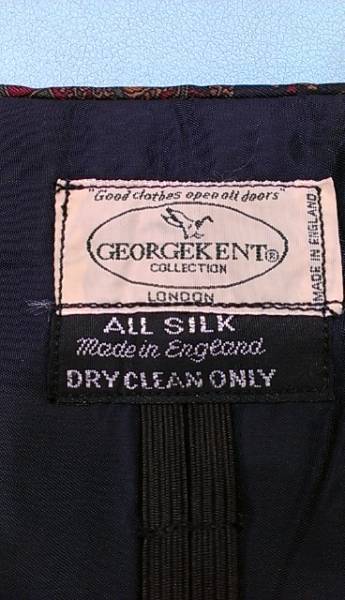 "Good clothes open all doors"
GEORGEKENT®
COLLECTION
LONDON
MADE IN ENGLAND
ALL SILK
Made in England
DRY CLEAN ONLY